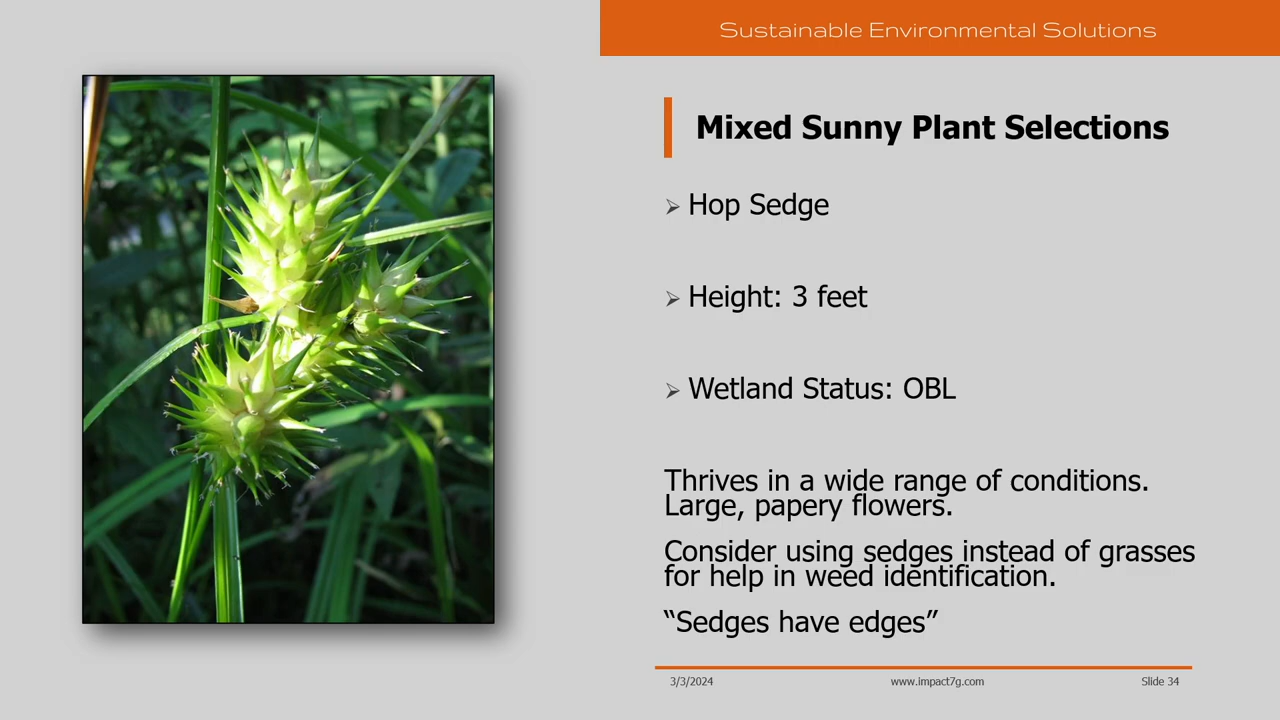 Sustainable Environmental Solutions
Mixed Sunny Plant Selections
Hop Sedge
Height: 3 feet
Wetland Status: OBL
Thrives in a wide range of conditions.
Large, papery flowers.
Consider using sedges instead of grasses
for help in weed identification.
“Sedges have edges”
3/3/2024 www.impact7g.com Slide 34